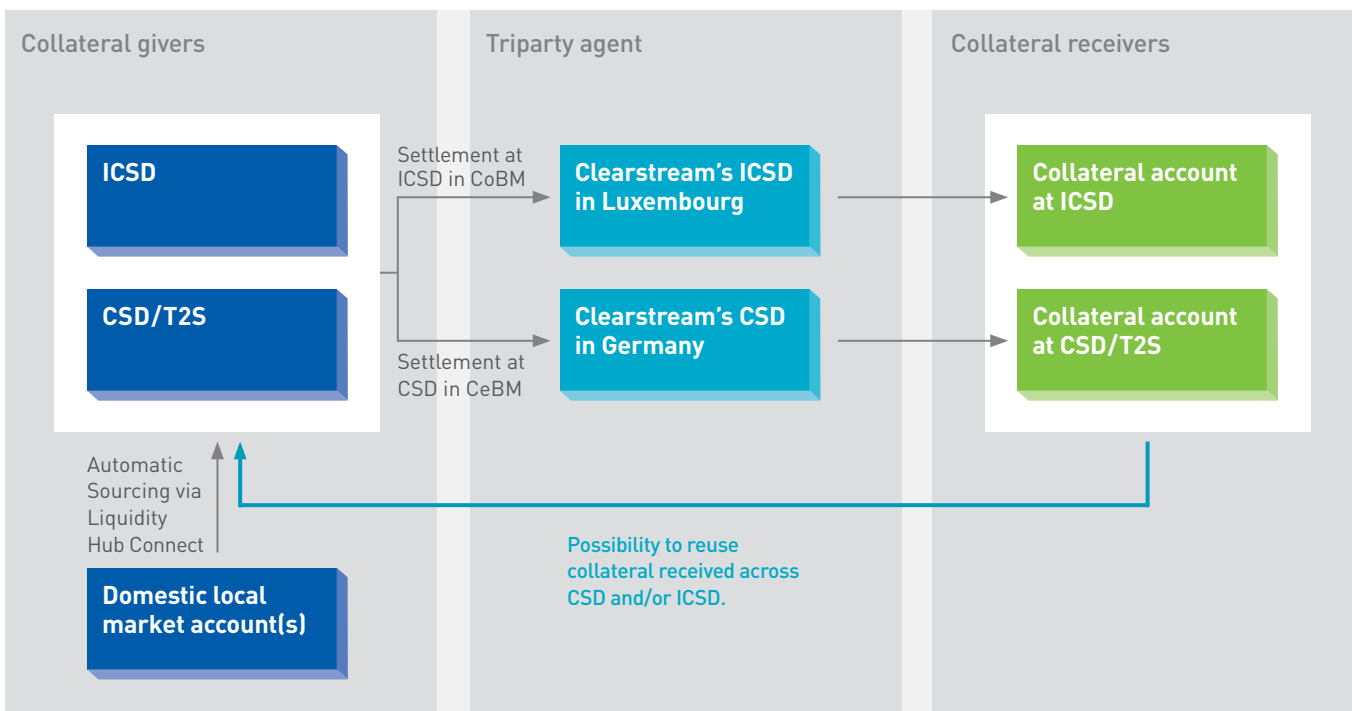 Collateral givers
Triparty agent
Collateral receivers
ICSD
Settlement at
ICSD in CoBM
Clearstream's ICSD
in Luxembourg
Collateral account
at ICSD
CSD/T2S
Settlement at
CSD in CeBM
Clearstream's CSD
in Germany
Collateral account
at CSD/T2S
Automatic
Sourcing via
Liquidity
Hub Connect
Possibility to reuse
collateral received across
CSD and/or ICSD.
Domestic local
market account(s)